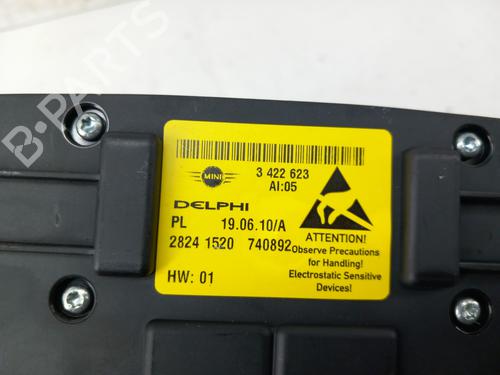 B-PARTS
MINI
3 422 623
AI:05
DELPHI
PL 19.06.10/A
2824 1520 740892
HW: 01
ATTENTION!
Observe Precautions
for Handling!
Electrostatic Sensitive
Devices!